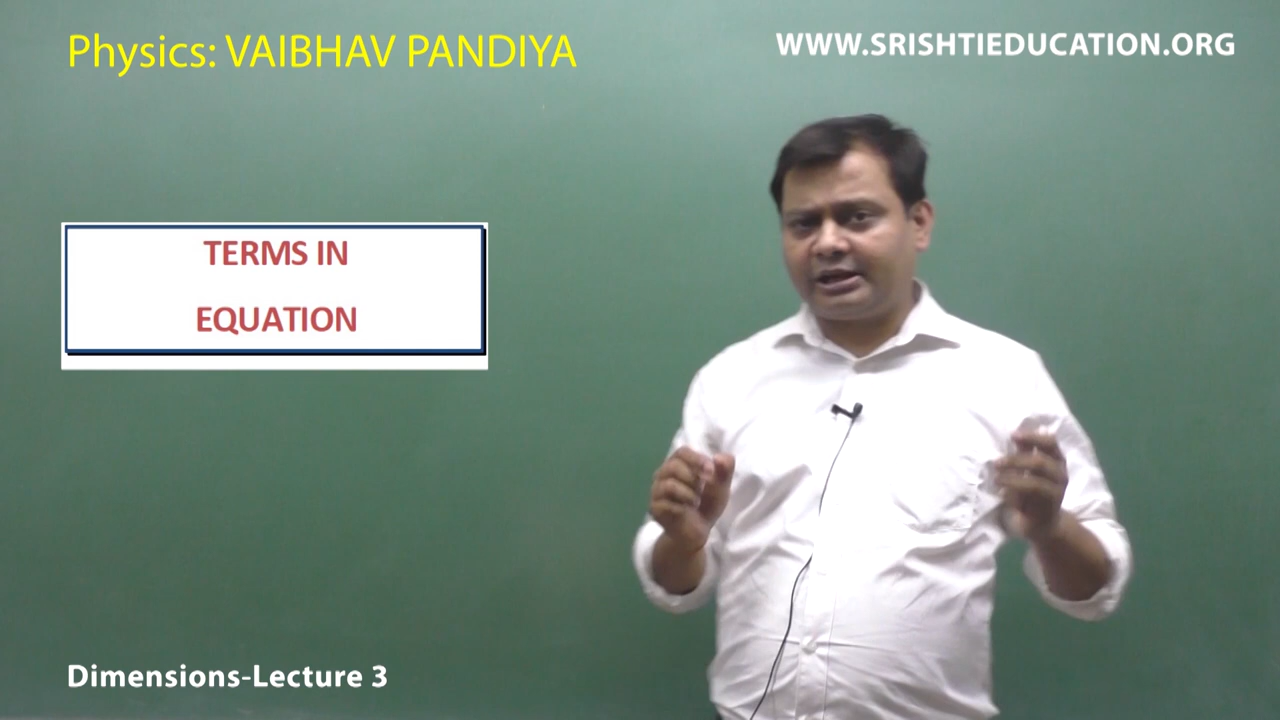 Physics: VAIBHAV PANDIYA
WWW.SRISHTIEDUCATION.ORG
TERMS IN
EQUATION
Dimensions-Lecture 3